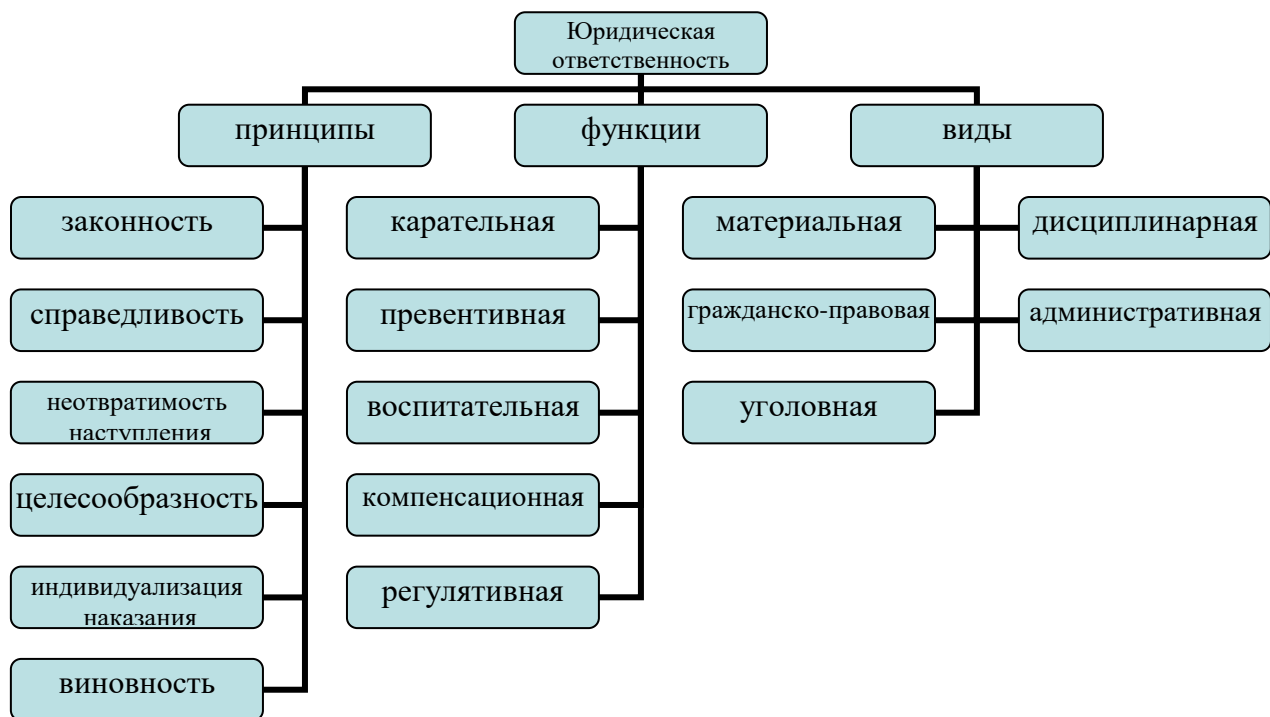 Юридическая
ответственность
принципы
функции
виды
законность
карательная
материальная
дисциплинарная
справедливость
превентивная
гражданско-правовая
административная
неотвратимость
наступления
воспитательная
уголовная
целесообразность
компенсационная
индивидуализация
наказания
регулятивная
виновность